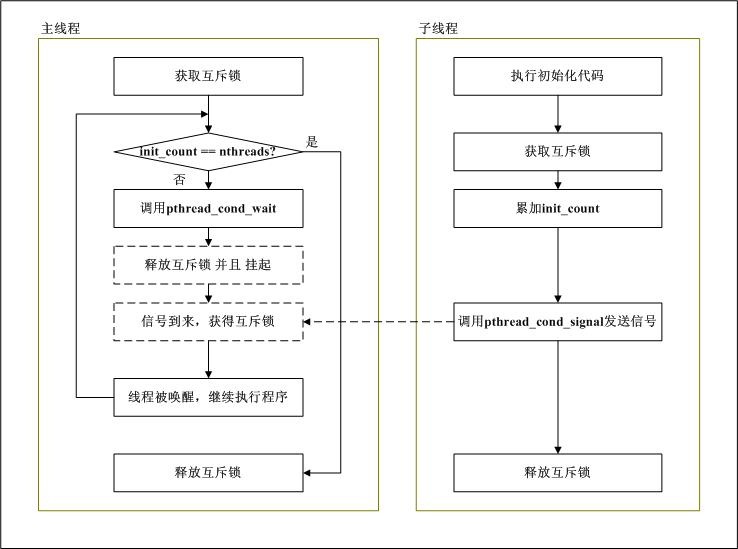 主线程
获取互斥锁
init_count == nthreads?
是
否
调用pthread_cond_wait
释放互斥锁 并且 挂起
信号到来，获得互斥锁
线程被唤醒，继续执行程序
释放互斥锁
子线程
执行初始化代码
获取互斥锁
累加init_count
调用pthread_cond_signal发送信号
释放互斥锁